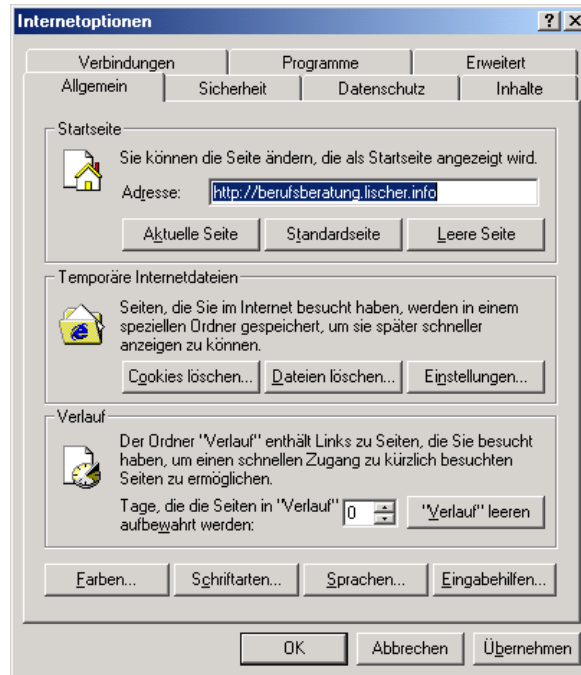 Internetoptionen
Verbindungen Programme Erweitert
Allgemein Sicherheit Datenschutz Inhalte
Startseite
Sie können die Seite ändern, die als Startseite angezeigt wird.
Adresse: http://berufsberatung.lischer.info
Aktuelle Seite Standardseite Leere Seite
Temporäre Internetdateien
Seiten, die Sie im Internet besucht haben, werden in einem
speziellen Ordner gespeichert, um sie später schneller
anzeigen zu können.
Cookies löschen... Dateien löschen... Einstellungen...
Verlauf
Der Ordner "Verlauf" enthält Links zu Seiten, die Sie besucht
haben, um einen schnellen Zugang zu kürzlich besuchten
Seiten zu ermöglichen.
Tage, die die Seiten in "Verlauf"
aufbewahrt werden: 0 "Verlauf" leeren
Farben... Schriftarten... Sprachen... Eingabehilfen...
OK Abbrechen Übernehmen